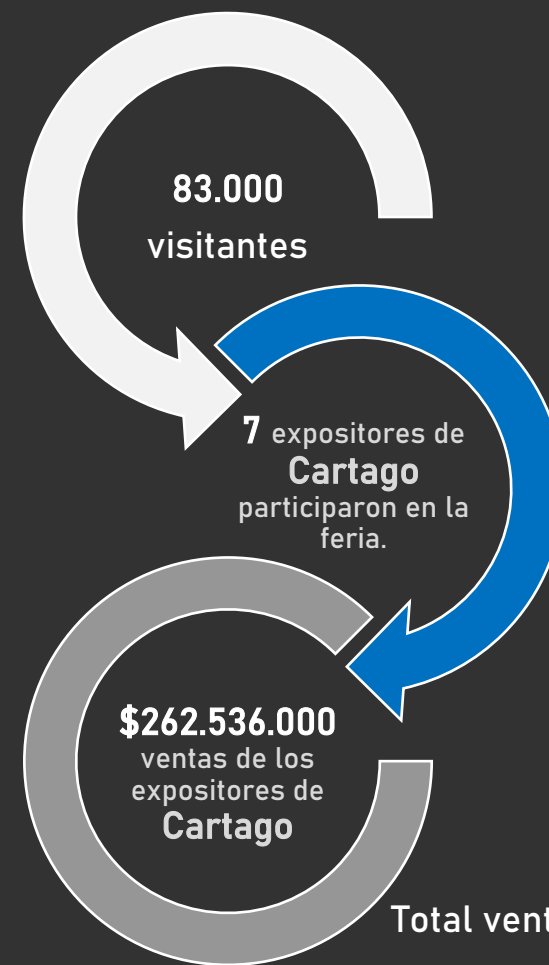 83.000
visitantes
7 expositores de
Cartago
participaron en la
feria.
$262.536.000
ventas de los
expositores de
Cartago
Total